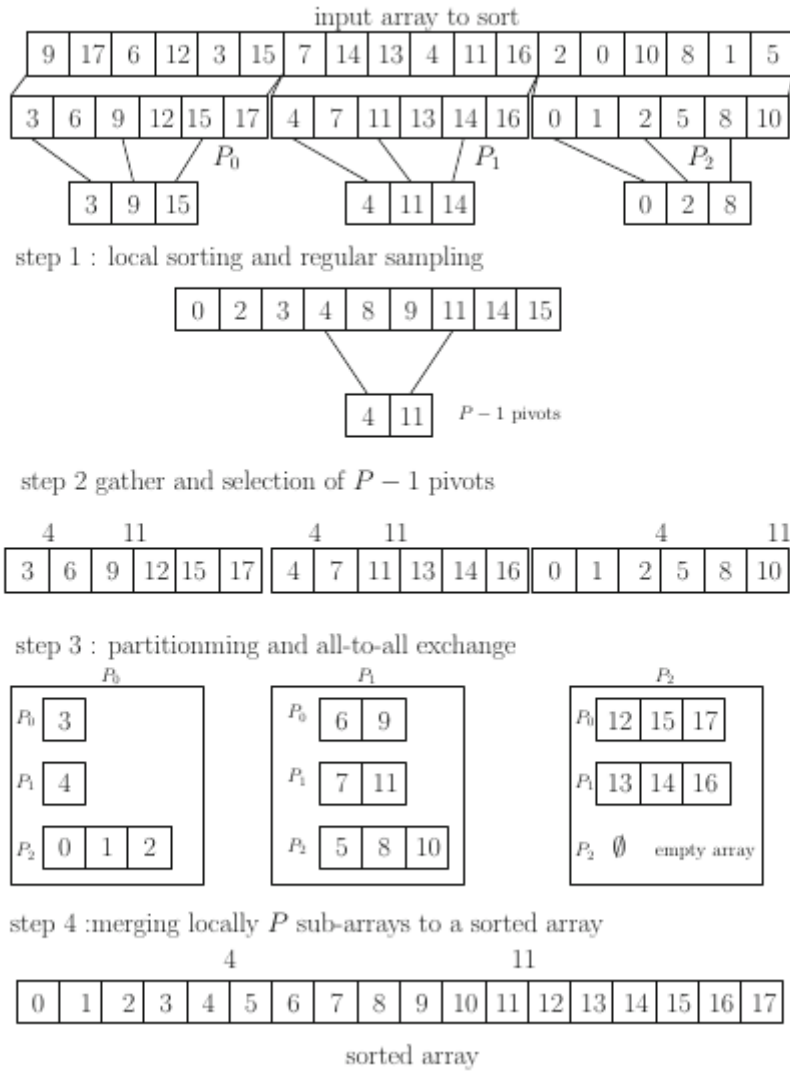 input array to sort
9 17 6 12 3 15 7 14 13 4 11 16 2 0 10 8 1 5
3 6 9 12 15 17 4 7 11 13 14 16 0 1 2 5 8 10
P₀ P₁ P₂
3 9 15 4 11 14 0 2 8
step 1 : local sorting and regular sampling
0 2 3 4 8 9 11 14 15
4 11 P − 1 pivots
step 2 gather and selection of P − 1 pivots
4 11 4 11 4 11
3 6 9 12 15 17 4 7 11 13 14 16 0 1 2 5 8 10
step 3 : partitionming and all-to-all exchange
P₀ P₁ P₂
P₀ 3 P₀ 6 9 P₀ 12 15 17
P₁ 4 P₁ 7 11 P₁ 13 14 16
P₂ 0 1 2 P₂ 5 8 10 P₂ ∅ empty array
step 4 :merging locally P sub-arrays to a sorted array
4 11
0 1 2 3 4 5 6 7 8 9 10 11 12 13 14 15 16 17
sorted array